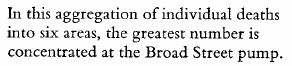 In this aggregation of individual deaths
into six areas, the greatest number is
concentrated at the Broad Street pump.